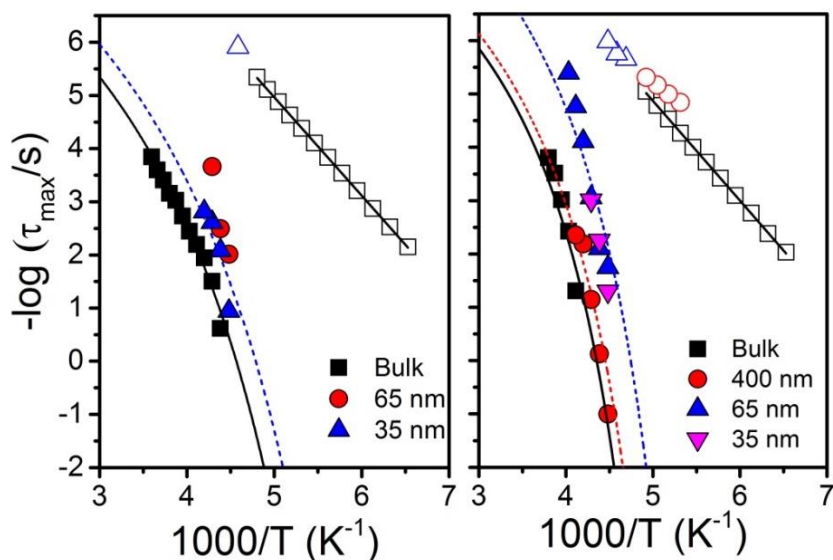 -log (τmax/s)
6
5
4
3
2
1
0
-1
-2
Bulk
65 nm
35 nm
3 4 5 6 7
1000/T (K-1)
Bulk
400 nm
65 nm
35 nm
3 4 5 6 7
1000/T (K-1)